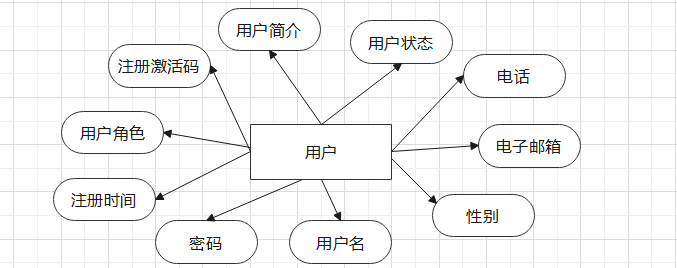 用户简介
用户状态
注册激活码
电话
用户角色
用户
电子邮箱
注册时间
性别
密码
用户名